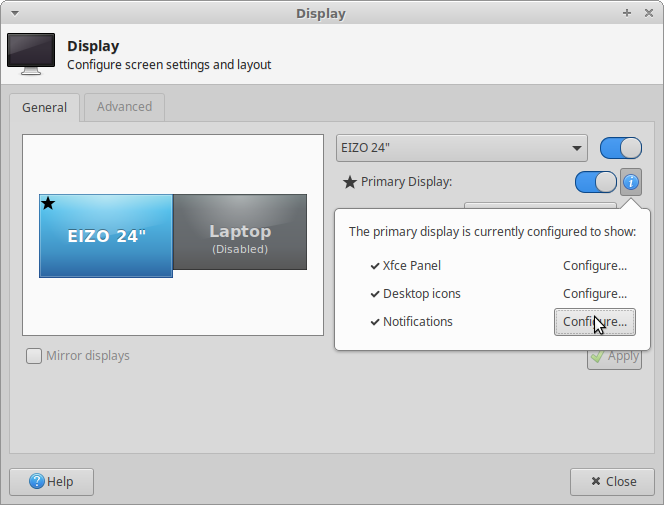 Display
Display
Configure screen settings and layout
General
Advanced
EIZO 24"
Primary Display:
EIZO 24"
Laptop
(Disabled)
The primary display is currently configured to show:
Xfce Panel
Configure...
Desktop icons
Configure...
Notifications
Configure...
Mirror displays
Apply
Help
Close